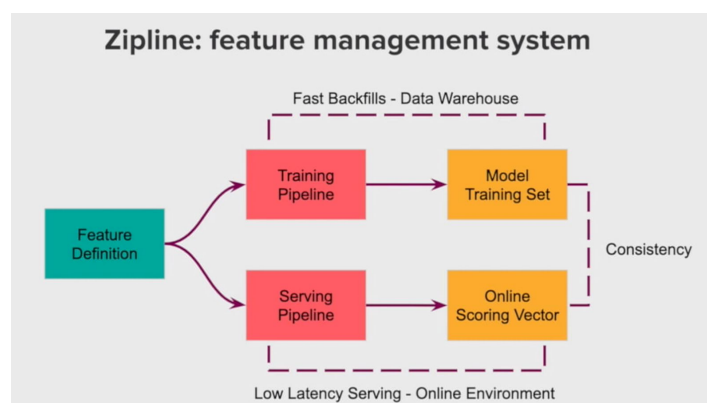 Zipline: feature management system
Fast Backfills - Data Warehouse
Training
Pipeline
Model
Training Set
Feature
Definition
Consistency
Serving
Pipeline
Online
Scoring Vector
Low Latency Serving - Online Environment